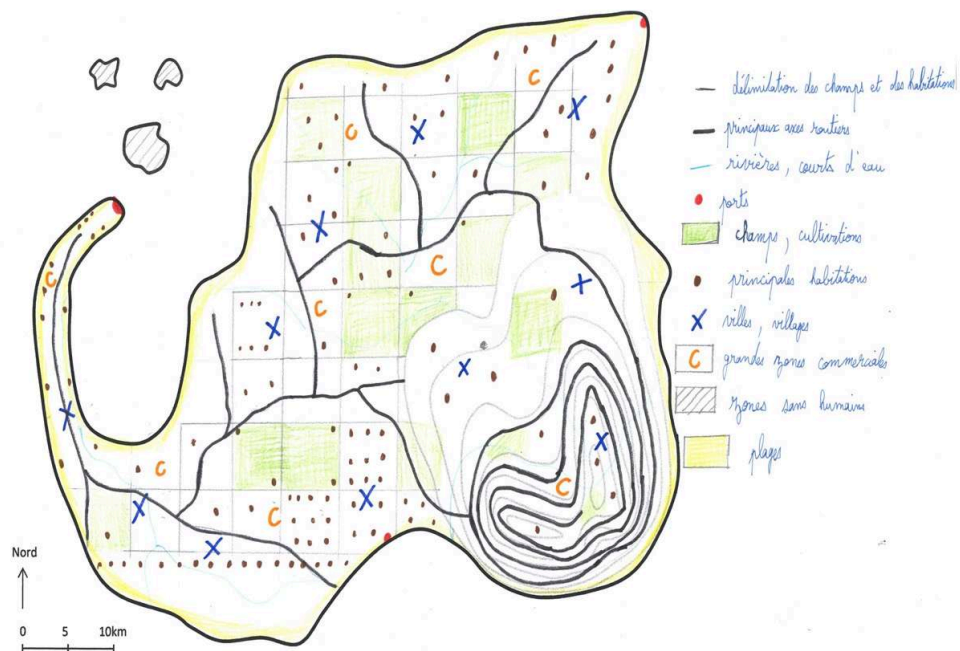 délimitation des champs et des habitations
principaux axes routiers
rivières, courts d'eau
ports
champs, cultivations
principales habitations
villes, villages
C grandes zones commerciales
zones sans humains
plages
C
C
C
C
C
C
C
C
Nord
0 5 10km